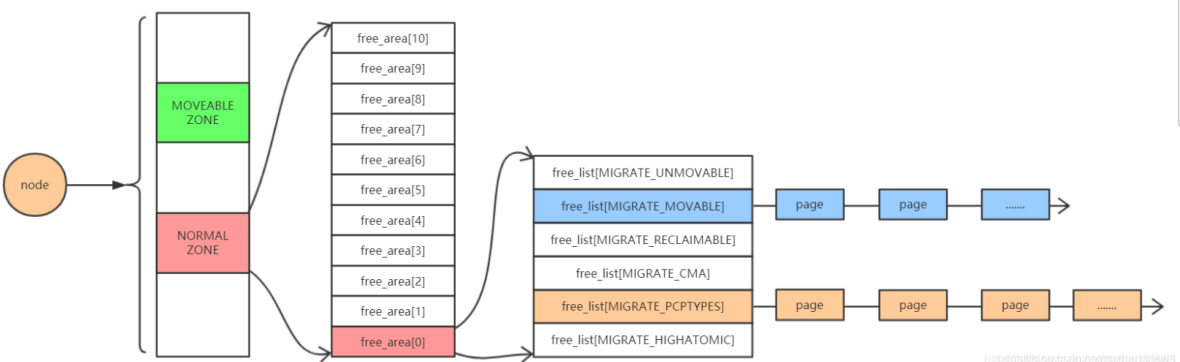 node
MOVEABLE
ZONE
NORMAL
ZONE
free_area[10]
free_area[9]
free_area[8]
free_area[7]
free_area[6]
free_area[5]
free_area[4]
free_area[3]
free_area[2]
free_area[1]
free_area[0]
free_list[MIGRATE_UNMOVABLE]
free_list[MIGRATE_MOVABLE]
page
page
.......
free_list[MIGRATE_RECLAIMABLE]
free_list[MIGRATE_CMA]
free_list[MIGRATE_PCPTYPES]
page
page
page
.......
free_list[MIGRATE_HIGHATOMIC]